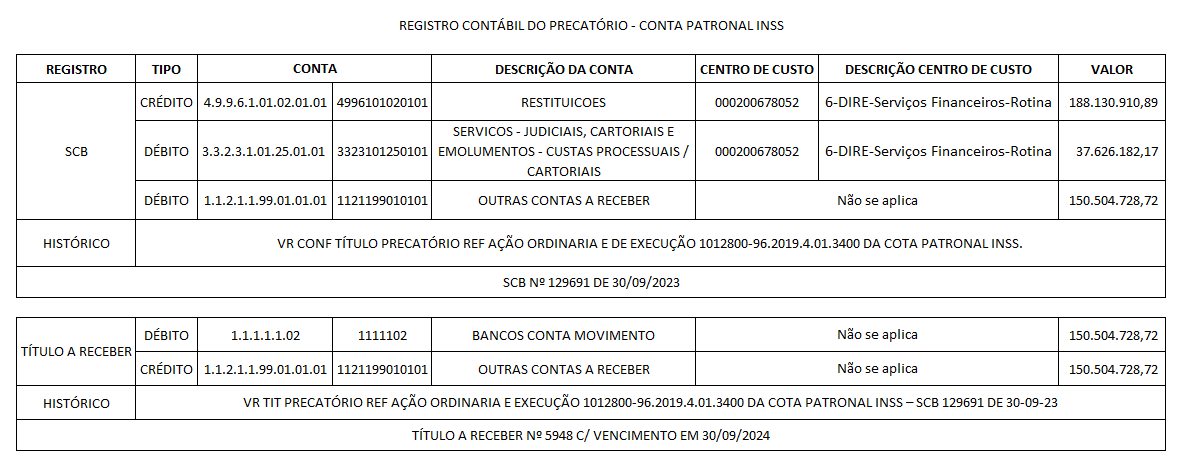 REGISTRO CONTÁBIL DO PRECATÓRIO - CONTA PATRONAL INSS
REGISTRO TIPO CONTA DESCRIÇÃO DA CONTA CENTRO DE CUSTO DESCRIÇÃO CENTRO DE CUSTO VALOR
SCB
CRÉDITO 4.9.9.6.1.01.02.01.01 4996101020101 RESTITUICOES 000200678052 6-DIRE-Serviços Financeiros-Rotina 188.130.910,89
DÉBITO 3.3.2.3.1.01.25.01.01 3323101250101 SERVICOS - JUDICIAIS, CARTORIAIS E
EMOLUMENTOS - CUSTAS PROCESSUAIS /
CARTORIAIS
000200678052 6-DIRE-Serviços Financeiros-Rotina 37.626.182,17
DÉBITO 1.1.2.1.1.99.01.01.01 1121199010101 OUTRAS CONTAS A RECEBER Não se aplica 150.504.728,72
HISTÓRICO VR CONF TÍTULO PRECATÓRIO REF AÇÃO ORDINARIA E DE EXECUÇÃO 1012800-96.2019.4.01.3400 DA COTA PATRONAL INSS.
SCB Nº 129691 DE 30/09/2023
TÍTULO A RECEBER
DÉBITO 1.1.1.1.1.02 1111102 BANCOS CONTA MOVIMENTO Não se aplica 150.504.728,72
CRÉDITO 1.1.2.1.1.99.01.01.01 1121199010101 OUTRAS CONTAS A RECEBER Não se aplica 150.504.728,72
HISTÓRICO VR TIT PRECATÓRIO REF AÇÃO ORDINARIA E EXECUÇÃO 1012800-96.2019.4.01.3400 DA COTA PATRONAL INSS – SCB 129691 DE 30-09-23
TÍTULO A RECEBER Nº 5948 C/ VENCIMENTO EM 30/09/2024